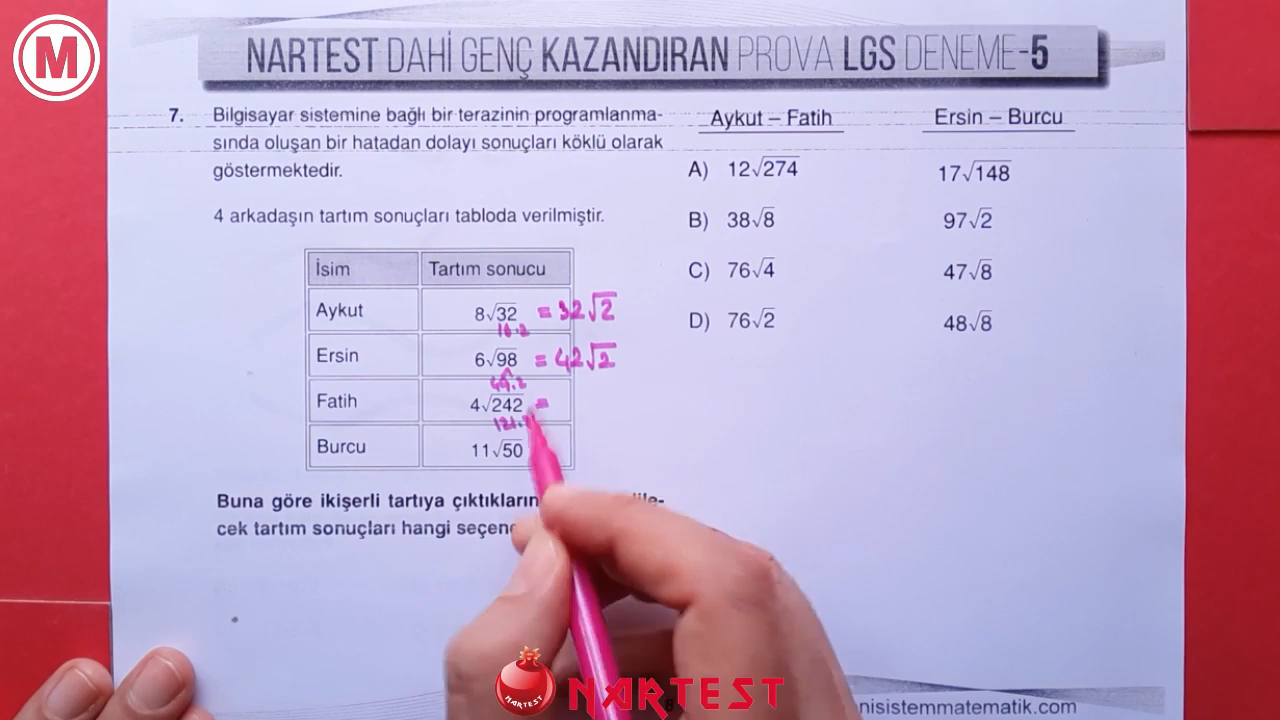 M
NARTEST DAHİ GENÇ KAZANDIRAN PROVA LGS DENEME-5
7. Bilgisayar sistemine bağlı bir terazinin programlanma-
sında oluşan bir hatadan dolayı sonuçları köklü olarak
göstermektedir.
4 arkadaşın tartım sonuçları tabloda verilmiştir.
İsim Tartım sonucu
Aykut 8√32 = 32√2
16.2
Ersin 6√98 = 42√2
49.2
Fatih 4√242 =
121.
Burcu 11√50
Buna göre ikişerli tartıya çıktıkların
cek tartım sonuçları hangi
Aykut – Fatih Ersin – Burcu
A) 12√274 17√148
B) 38√8 97√2
C) 76√4 47√8
D) 76√2 48√8
NARTEST
NARTEST
nisistemmatematik.com